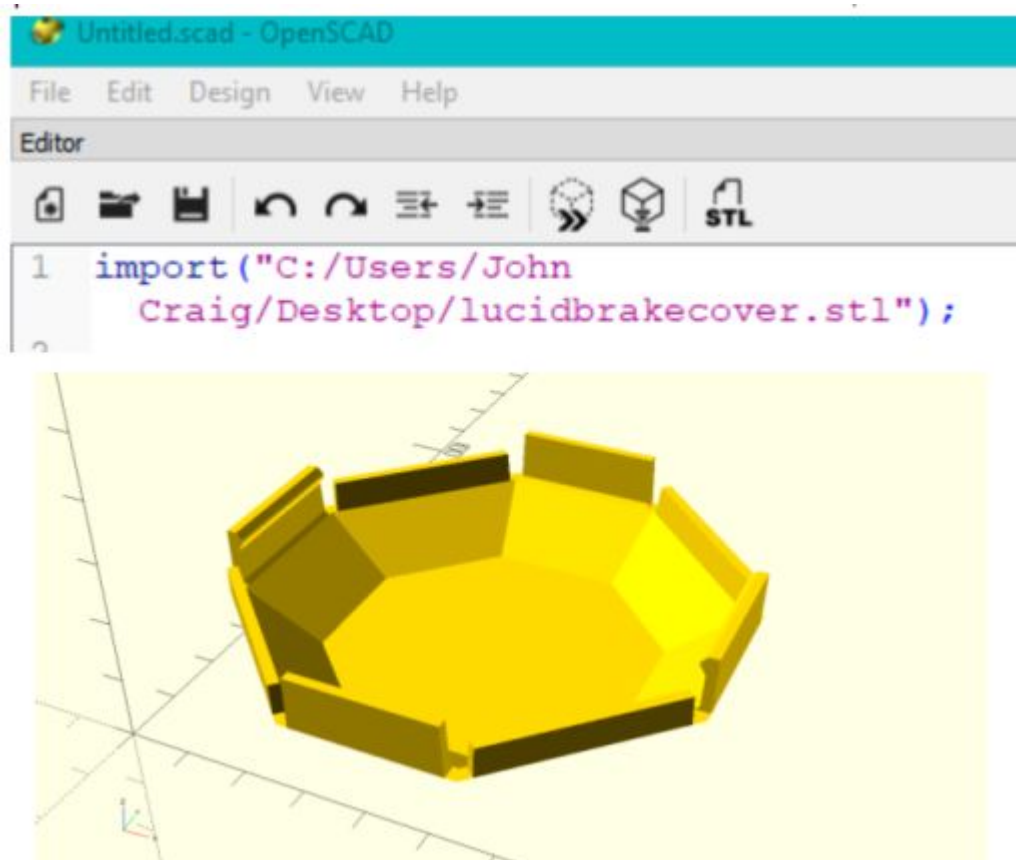 Untitled.scad - OpenSCAD
File Edit Design View Help
Editor
STL
1 import("C:/Users/John
Craig/Desktop/lucidbrakecover.stl");